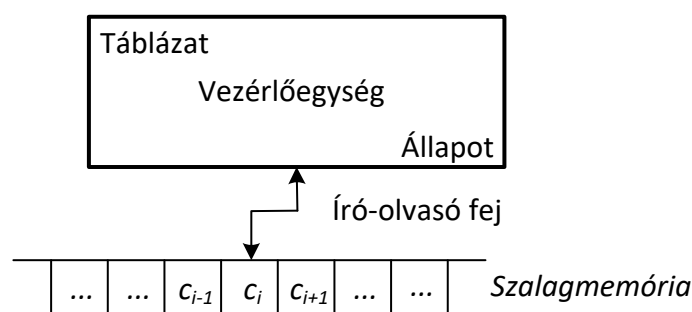 Táblázat
Vezérlőegység
Állapot
Író-olvasó fej
... ... c_{i-1} c_i c_{i+1} ... ... Szalagmemória